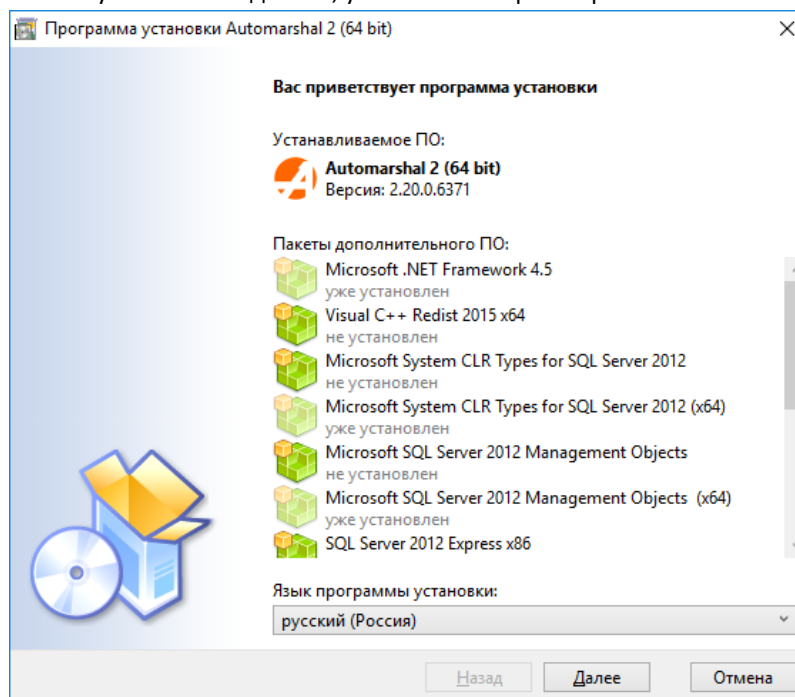 Программа установки Automarshal 2 (64 bit)
Вас приветствует программа установки
Устанавливаемое ПО:
Automarshal 2 (64 bit)
Версия: 2.20.0.6371
Пакеты дополнительного ПО:
Microsoft .NET Framework 4.5
уже установлен
Visual C++ Redist 2015 x64
не установлен
Microsoft System CLR Types for SQL Server 2012
не установлен
Microsoft System CLR Types for SQL Server 2012 (x64)
уже установлен
Microsoft SQL Server 2012 Management Objects
не установлен
Microsoft SQL Server 2012 Management Objects (x64)
уже установлен
SQL Server 2012 Express x86
Язык программы установки:
русский (Россия)
Назад Далее Отмена